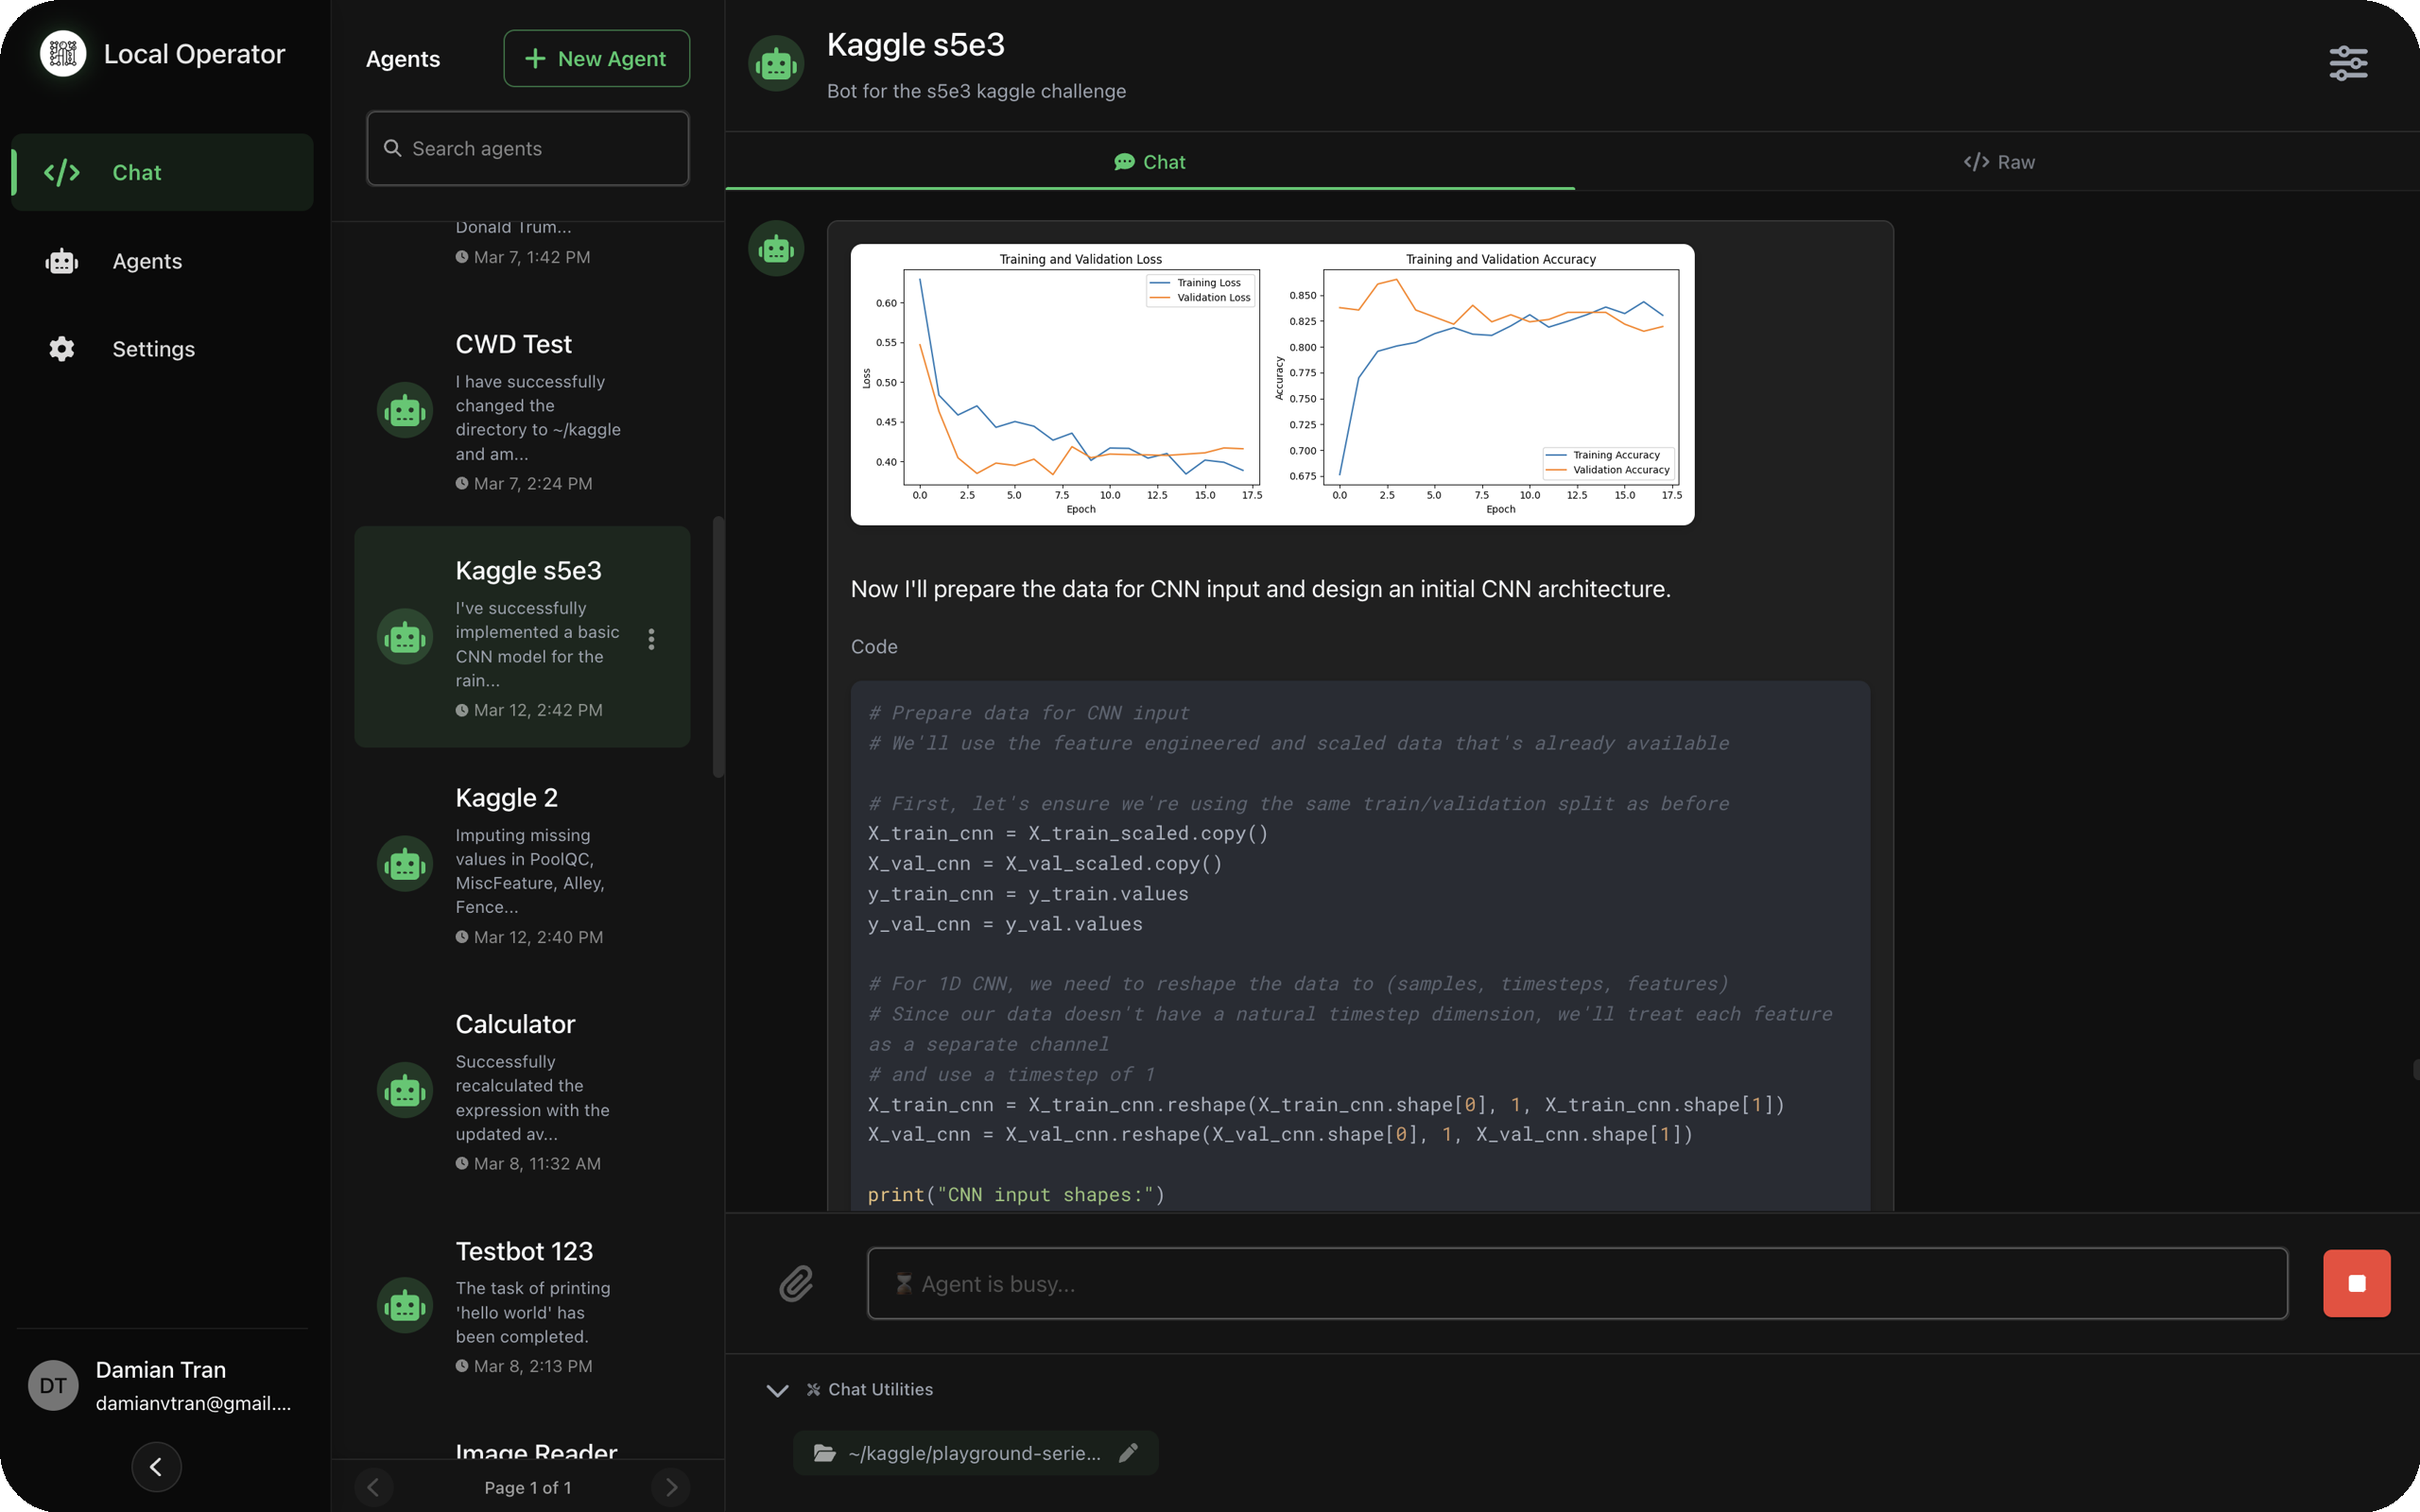 Local Operator
Chat
Agents
Settings
Damian Tran
damianvtran@gmail....
DT
Agents
New Agent
Search agents
Donald Trum...
Mar 7, 1:42 PM
CWD Test
I have successfully
changed the
directory to ~/kaggle
and am...
Mar 7, 2:24 PM
Kaggle s5e3
I've successfully
implemented a basic
CNN model for the
rain...
Mar 12, 2:42 PM
Kaggle 2
Imputing missing
values in PoolQC,
MiscFeature, Alley,
Fence...
Mar 12, 2:40 PM
Calculator
Successfully
recalculated the
expression with the
updated av...
Mar 8, 11:32 AM
Testbot 123
The task of printing
'hello world' has
been completed.
Mar 8, 2:13 PM
Image Reader
Page 1 of 1
Kaggle s5e3
Bot for the s5e3 kaggle challenge
Chat
</> Raw
Training and Validation Loss
Training Loss
Validation Loss
0.60
0.55
0.50
0.45
0.40
Loss
0.0 2.5 5.0 7.5 10.0 12.5 15.0 17.5
Epoch
Training and Validation Accuracy
0.850
0.825
0.800
0.775
0.750
0.725
0.700
0.675
Accuracy
Training Accuracy
Validation Accuracy
0.0 2.5 5.0 7.5 10.0 12.5 15.0 17.5
Epoch
Now I'll prepare the data for CNN input and design an initial CNN architecture.
Code
# Prepare data for CNN input
# We'll use the feature engineered and scaled data that's already available
# First, let's ensure we're using the same train/validation split as before
X_train_cnn = X_train_scaled.copy()
X_val_cnn = X_val_scaled.copy()
y_train_cnn = y_train.values
y_val_cnn = y_val.values
# For 1D CNN, we need to reshape the data to (samples, timesteps, features)
# Since our data doesn't have a natural timestep dimension, we'll treat each feature
as a separate channel
# and use a timestep of 1
X_train_cnn = X_train_cnn.reshape(X_train_cnn.shape[0], 1, X_train_cnn.shape[1])
X_val_cnn = X_val_cnn.reshape(X_val_cnn.shape[0], 1, X_val_cnn.shape[1])
print("CNN input shapes:")
⏳ Agent is busy...
Chat Utilities
~/kaggle/playground-serie...